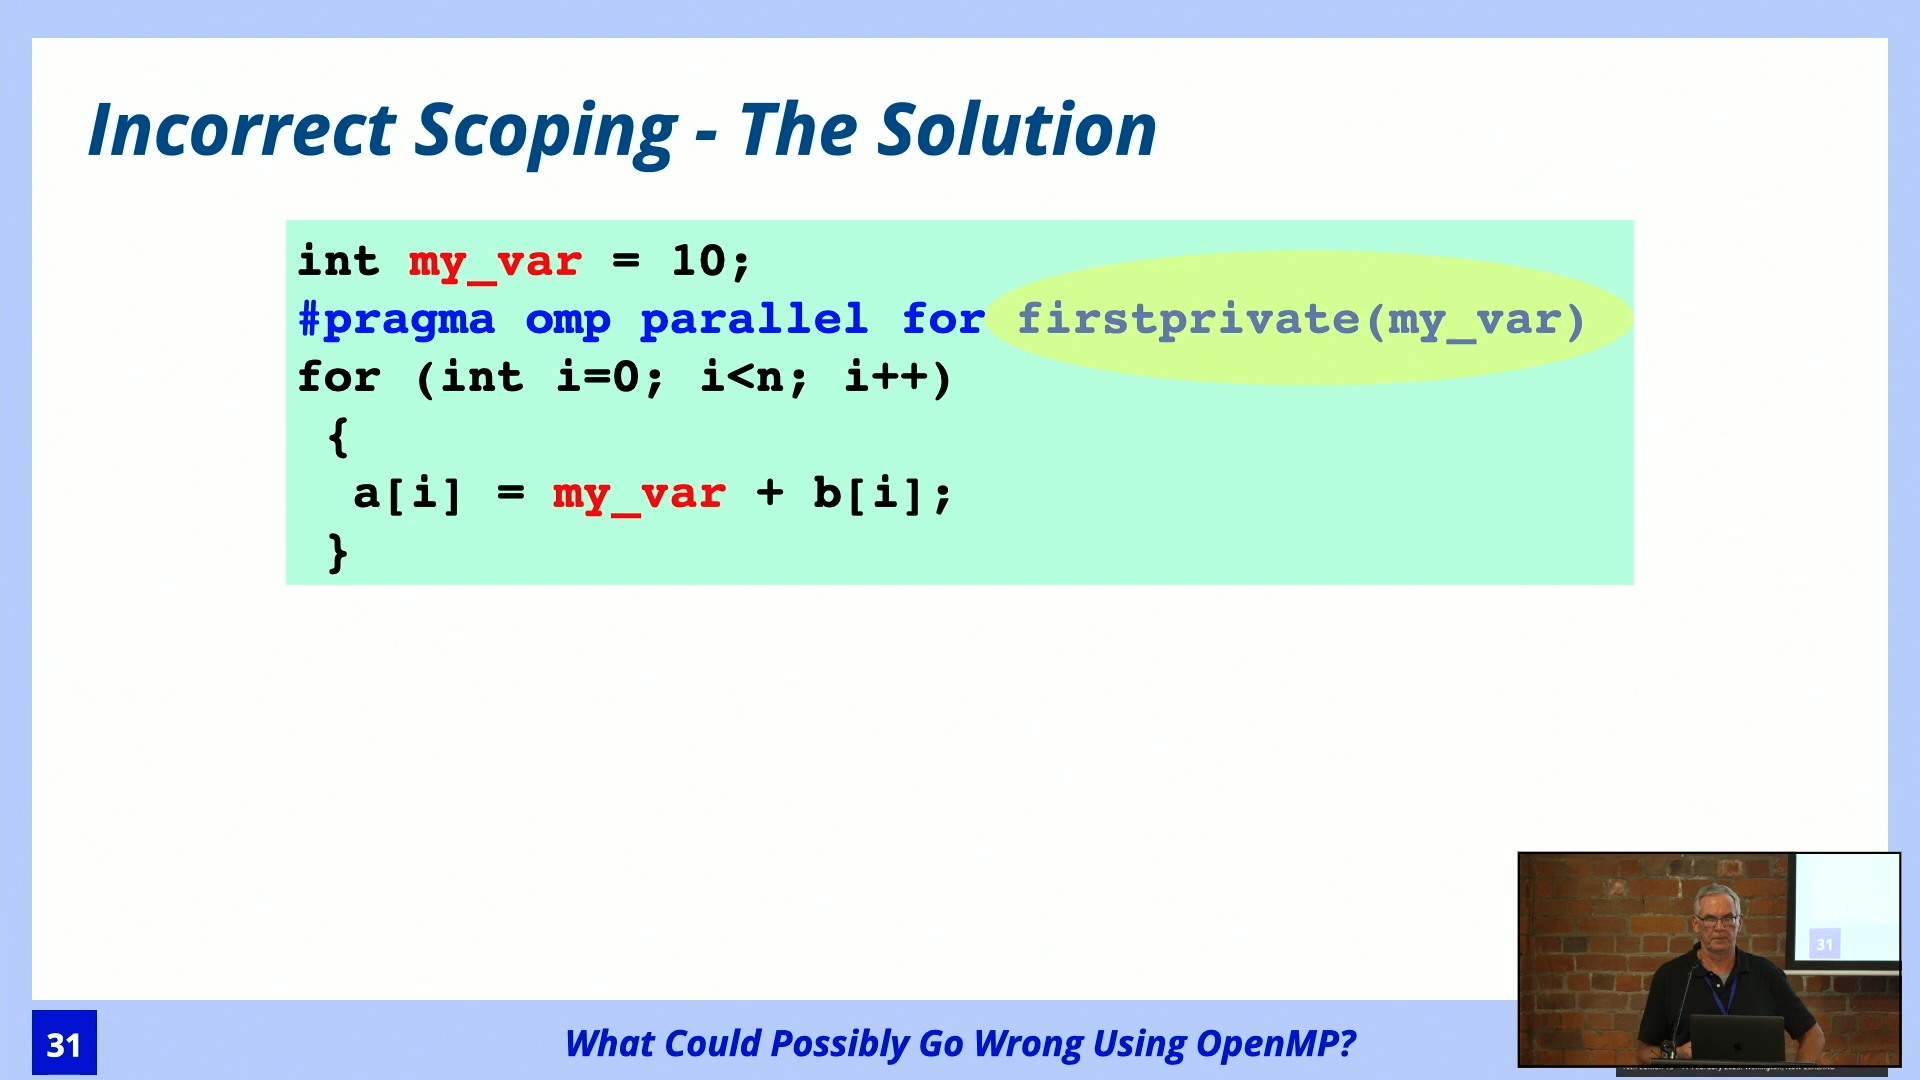 Incorrect Scoping - The Solution
int my_var = 10;
#pragma omp parallel for firstprivate(my_var)
for (int i=0; i<n; i++)
{
a[i] = my_var + b[i];
}
31
31
What Could Possibly Go Wrong Using OpenMP?